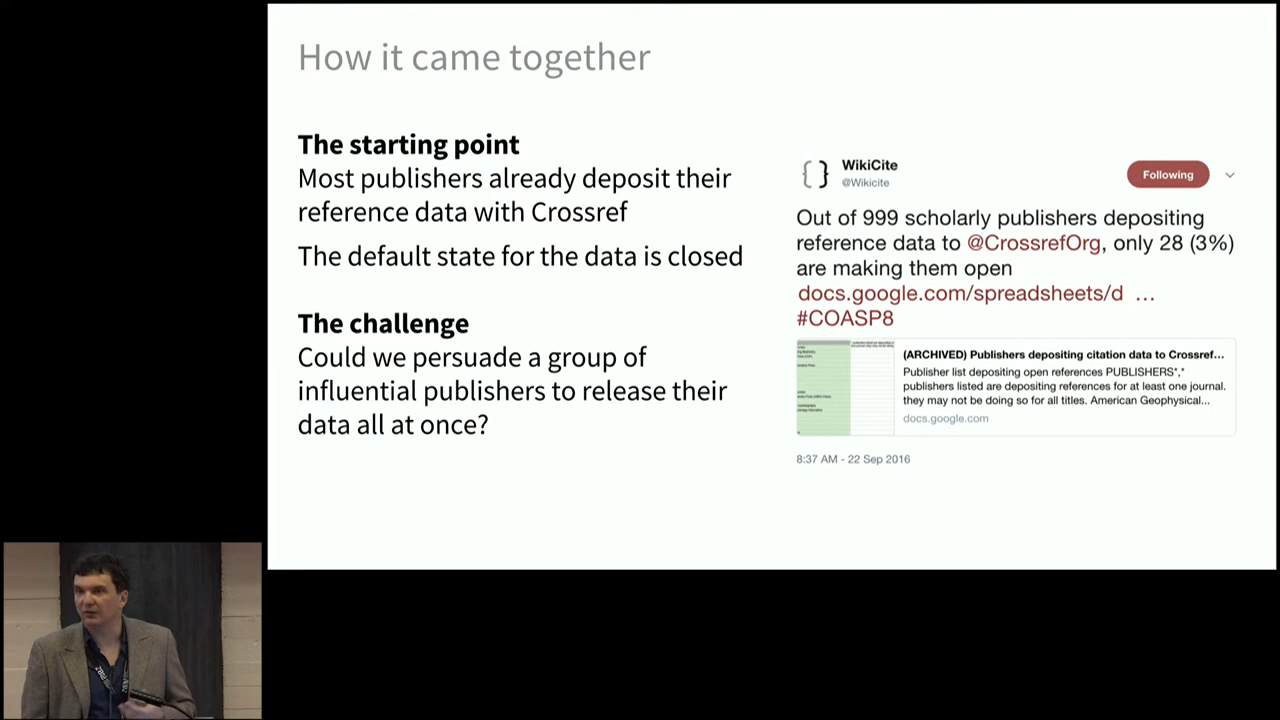 How it came together
The starting point
Most publishers already deposit their
reference data with Crossref
The default state for the data is closed
The challenge
Could we persuade a group of
influential publishers to release their
data all at once?
{ } WikiCite
@Wikicite
Following
Out of 999 scholarly publishers depositing
reference data to @CrossrefOrg, only 28 (3%)
are making them open
docs.google.com/spreadsheets/d …
#COASP8
(ARCHIVED) Publishers depositing citation data to Crossref...
Publisher list depositing open references PUBLISHERS*,*
publishers listed are depositing references for at least one journal.
they may not be doing so for all titles. American Geophysical...
docs.google.com
8:37 AM - 22 Sep 2016